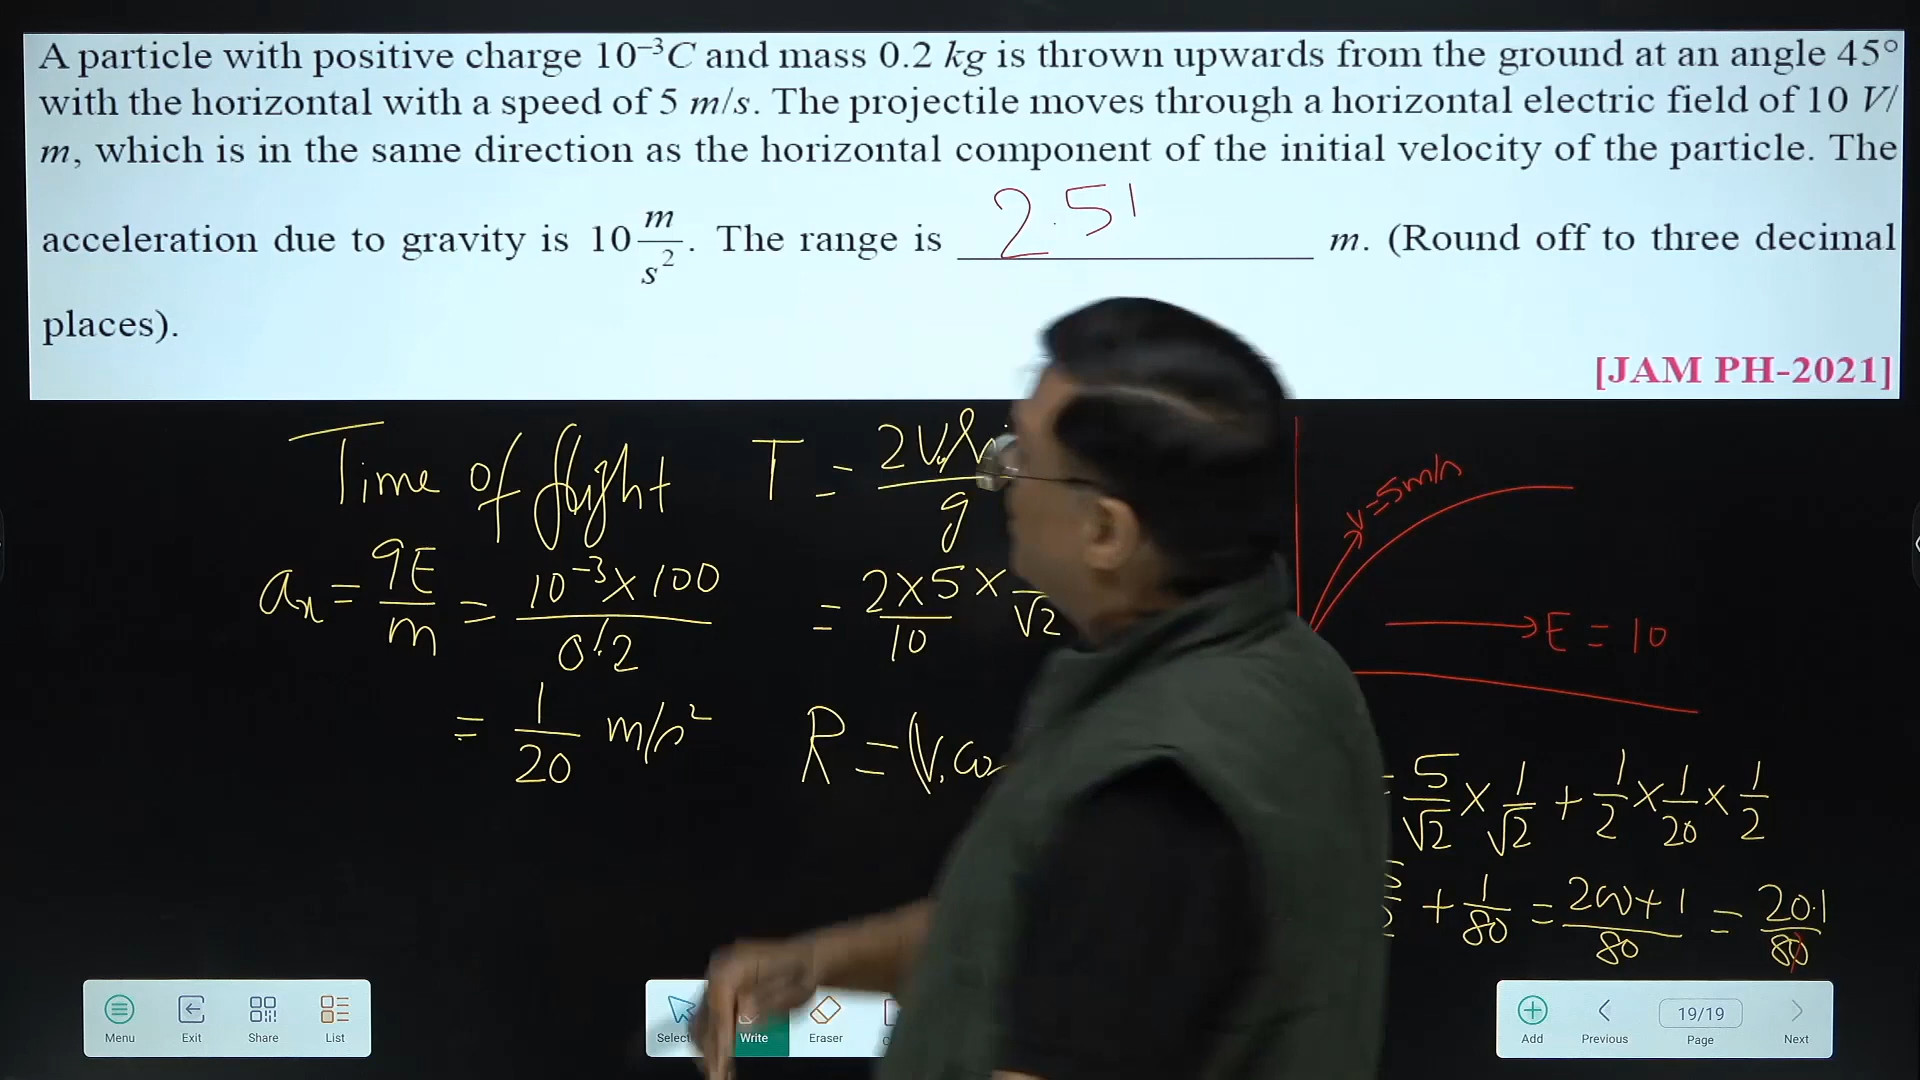 A particle with positive charge 10⁻³C and mass 0.2 kg is thrown upwards from the ground at an angle 45°
with the horizontal with a speed of 5 m/s. The projectile moves through a horizontal electric field of 10 V/
m, which is in the same direction as the horizontal component of the initial velocity of the particle. The
acceleration due to gravity is 10 m/s². The range is 2.51 m. (Round off to three decimal
places).
[JAM PH-2021]
Time of flight T =
g
v = 5m/s
aₓ = qE/m = 10⁻³ × 100 / 0.2
= 2 × 5 × / 10 √2
→ E = 10
= 1/20 m/s²
R = V₀ co
= 5/√2 × 1/√2 + 1/2 × 1/20 × 1/2
+ 1/80 = 200+1/80 = 20.1/80
Menu
Exit
Share
List
Select
Write
Eraser
Add
Previous
19/19
Page
Next